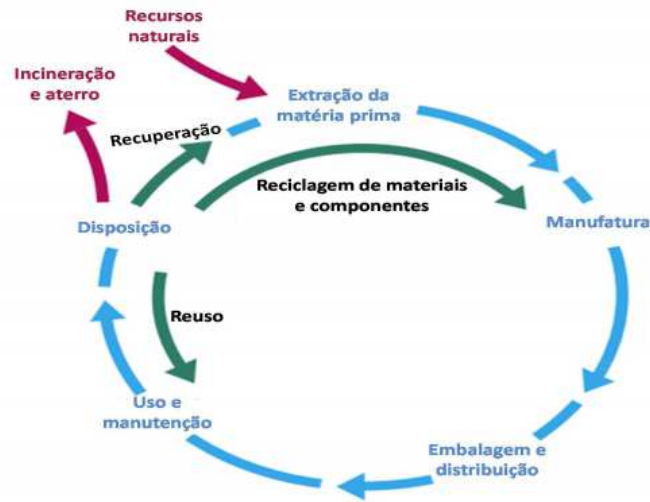 Recursos
naturais
Incineração
e aterro
Extração da
matéria prima
Recuperação
Reciclagem de materiais
e componentes
Disposição
Manufatura
Reuso
Uso e
manutenção
Embalagem e
distribuição